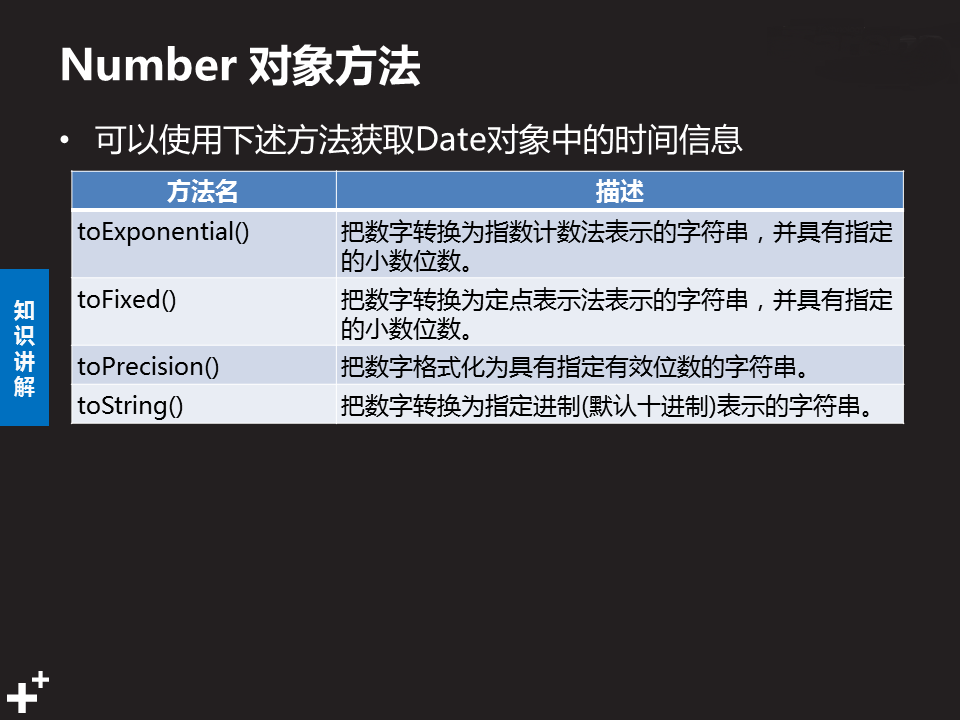 Number 对象方法
• 可以使用下述方法获取Date对象中的时间信息
方法名 描述
toExponential() 把数字转换为指数计数法表示的字符串，并具有指定
的小数位数。
toFixed() 把数字转换为定点表示法表示的字符串，并具有指定
的小数位数。
toPrecision() 把数字格式化为具有指定有效位数的字符串。
toString() 把数字转换为指定进制(默认十进制)表示的字符串。
知
识
讲
解